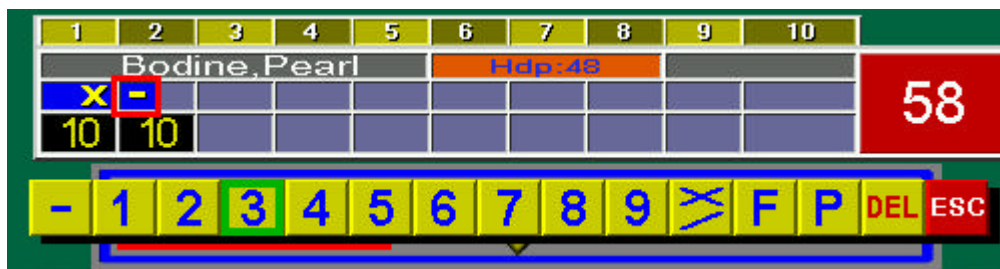 1 2 3 4 5 6 7 8 9 10
Bodine,Pearl Hdp:48
X -
58
10 10
- 1 2 3 4 5 6 7 8 9 X/ F P DEL ESC